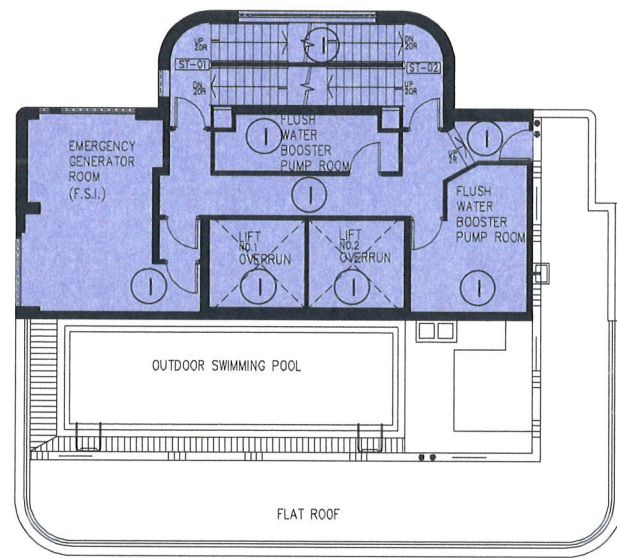 UP
20R
DN
20R
ST-01
ST-02
DN
20R
UP
20R
I
EMERGENCY
GENERATOR
ROOM
(F.S.I.)
I
FLUSH
WATER
BOOSTER
PUMP ROOM
I
UP
2R
I
I
FLUSH
WATER
BOOSTER
PUMP ROOM
LIFT
NO.1
OVERRUN
LIFT
NO.2
OVERRUN
I
I
I
I
OUTDOOR SWIMMING POOL
FLAT ROOF